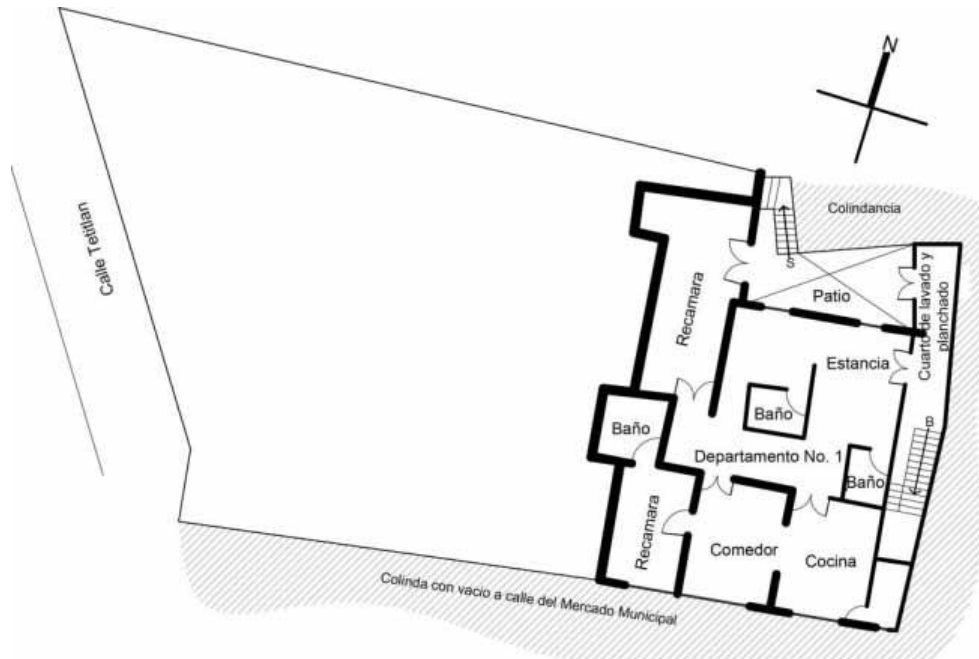 N
Calle Tetitlan
Colindancia
S
Patio
Cuarto de lavado y
planchado
Recamara
Estancia
Baño
Baño
B
Departamento No. 1
Baño
Recamara
Comedor
Cocina
Colinda con vacio a calle del Mercado Municipal